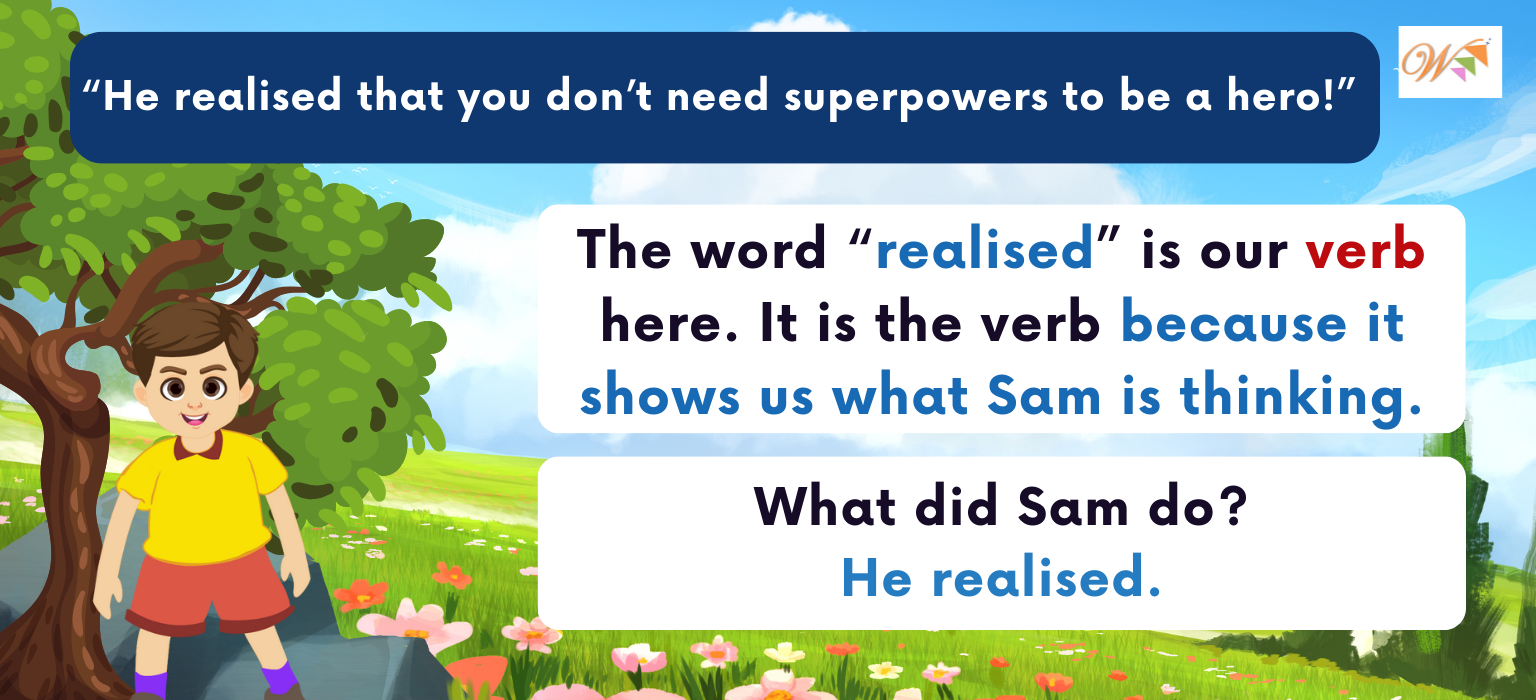 “He realised that you don’t need superpowers to be a hero!”
W
The word “realised” is our verb
here. It is the verb because it
shows us what Sam is thinking.
What did Sam do?
He realised.